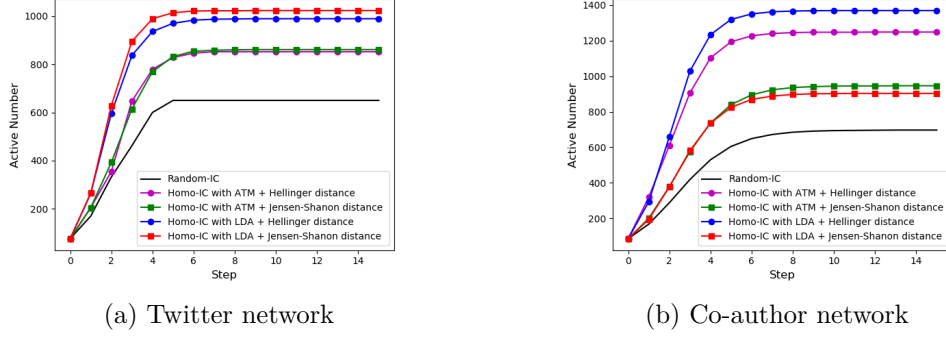 1000
800
600
400
200
Active Number
0
2
4
6
8
10
12
14
Step
Random-IC
Homo-IC with ATM + Hellinger distance
Homo-IC with ATM + Jensen-Shanon distance
Homo-IC with LDA + Hellinger distance
Homo-IC with LDA + Jensen-Shanon distance
(a) Twitter network
1400
1200
1000
800
600
400
200
Active Number
0
2
4
6
8
10
12
14
Step
Random-IC
Homo-IC with ATM + Hellinger distance
Homo-IC with ATM + Jensen-Shanon distance
Homo-IC with LDA + Hellinger distance
Homo-IC with LDA + Jensen-Shanon distance
(b) Co-author network